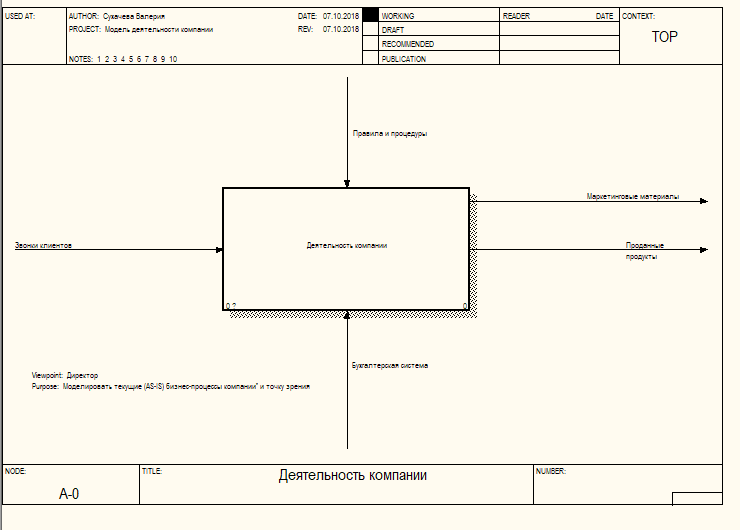 USED AT:
AUTHOR: Сукачева Валерия
DATE: 07.10.2018
WORKING
READER
DATE
CONTEXT:
PROJECT: Модель деятельности компании
REV: 07.10.2018
DRAFT
TOP
RECOMMENDED
NOTES: 1 2 3 4 5 6 7 8 9 10
PUBLICATION
Правила и процедуры
Маркетинговые материалы
Звонки клиентов
Деятельность компании
Проданные
продукты
0 ?
0
Бухгалтерская система
Viewpoint: Директор
Purpose: Моделировать текущие (AS-IS) бизнес-процессы компании" и точку зрения
NODE:
TITLE:
Деятельность компании
NUMBER:
A-0